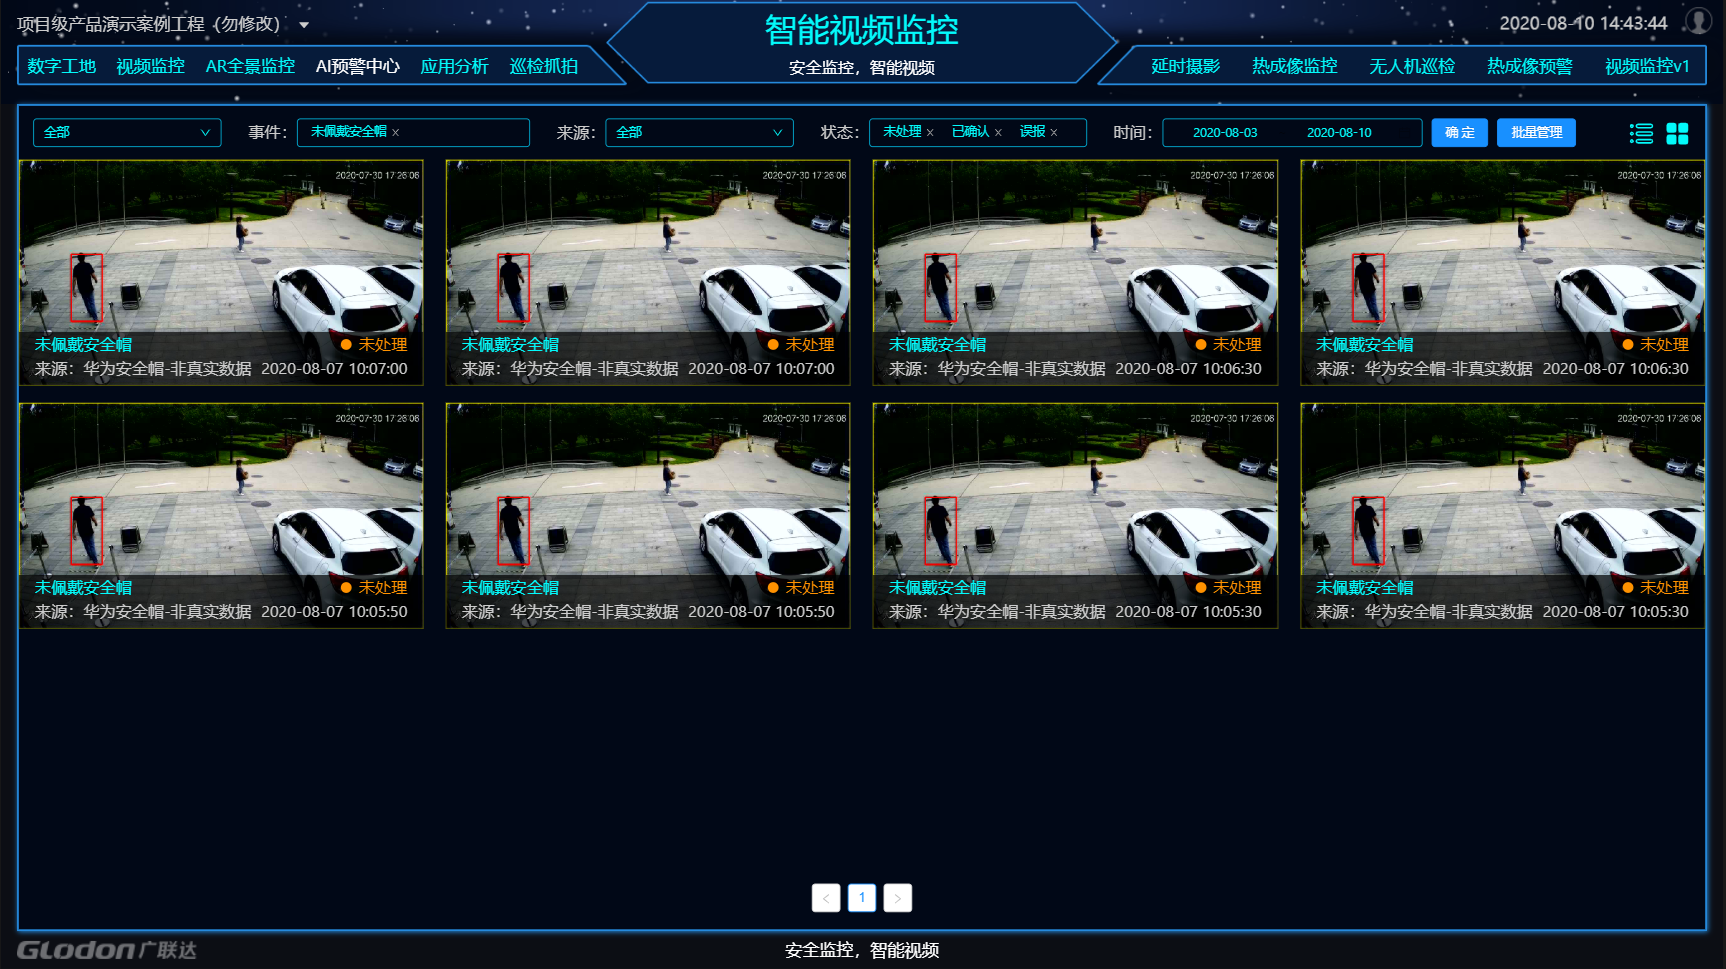 项目级产品演示案例工程（勿修改）
智能视频监控
安全监控，智能视频
2020-08-10 14:43:44
数字工地 视频监控 AR全景监控 AI预警中心 应用分析 巡检抓拍
延时摄影 热成像监控 无人机巡检 热成像预警 视频监控v1
全部 事件： 未佩戴安全帽 × 来源： 全部 状态： 未处理 × 已确认 × 误报 × 时间： 2020-08-03 2020-08-10 确定 批量管理
2020-07-30 17:26:06 2020-07-30 17:26:06 2020-07-30 17:26:06 2020-07-30 17:26:06
未佩戴安全帽 未处理 未佩戴安全帽 未处理 未佩戴安全帽 未处理 未佩戴安全帽 未处理
来源：华为安全帽-非真实数据 2020-08-07 10:07:00 来源：华为安全帽-非真实数据 2020-08-07 10:07:00 来源：华为安全帽-非真实数据 2020-08-07 10:06:30 来源：华为安全帽-非真实数据 2020-08-07 10:06:30
2020-07-30 17:26:06 2020-07-30 17:26:06 2020-07-30 17:26:06 2020-07-30 17:26:06
未佩戴安全帽 未处理 未佩戴安全帽 未处理 未佩戴安全帽 未处理 未佩戴安全帽 未处理
来源：华为安全帽-非真实数据 2020-08-07 10:05:50 来源：华为安全帽-非真实数据 2020-08-07 10:05:50 来源：华为安全帽-非真实数据 2020-08-07 10:05:30 来源：华为安全帽-非真实数据 2020-08-07 10:05:30
< 1 >
GLodon广联达
安全监控，智能视频